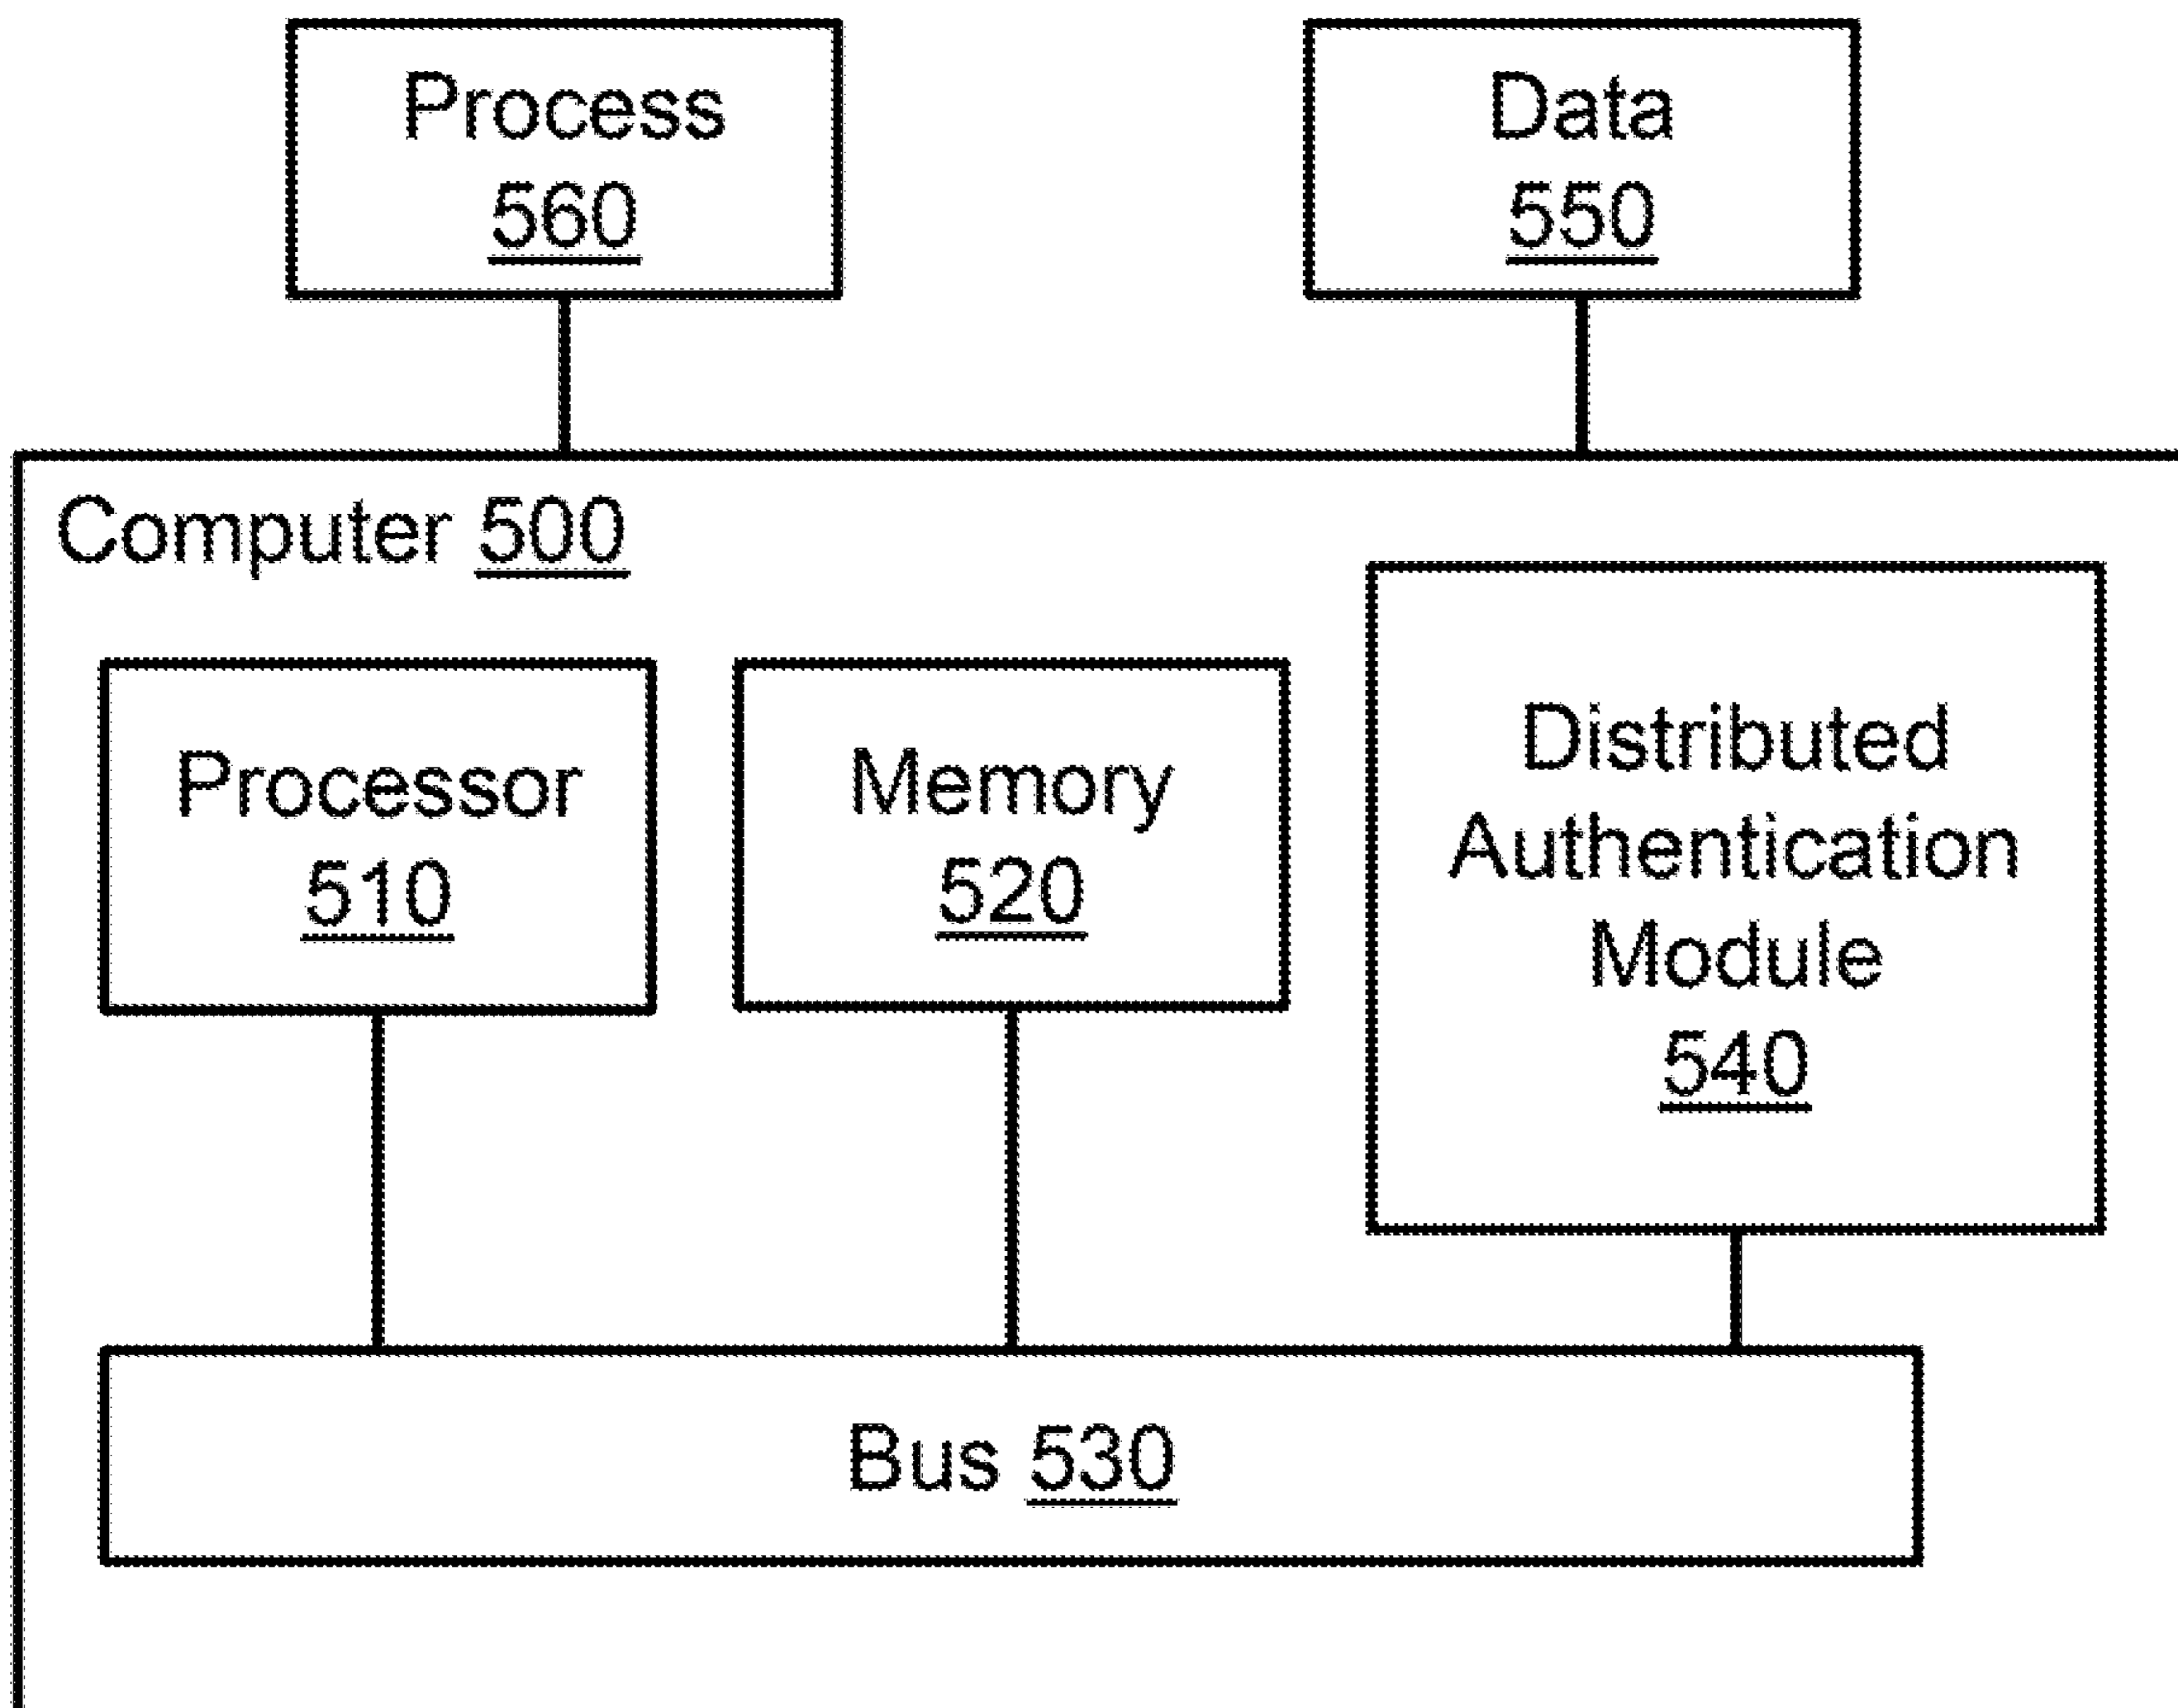 Process
560
Data
550
Computer 500
Processor
510
Memory
520
Distributed
Authentication
Module
540
Bus 530